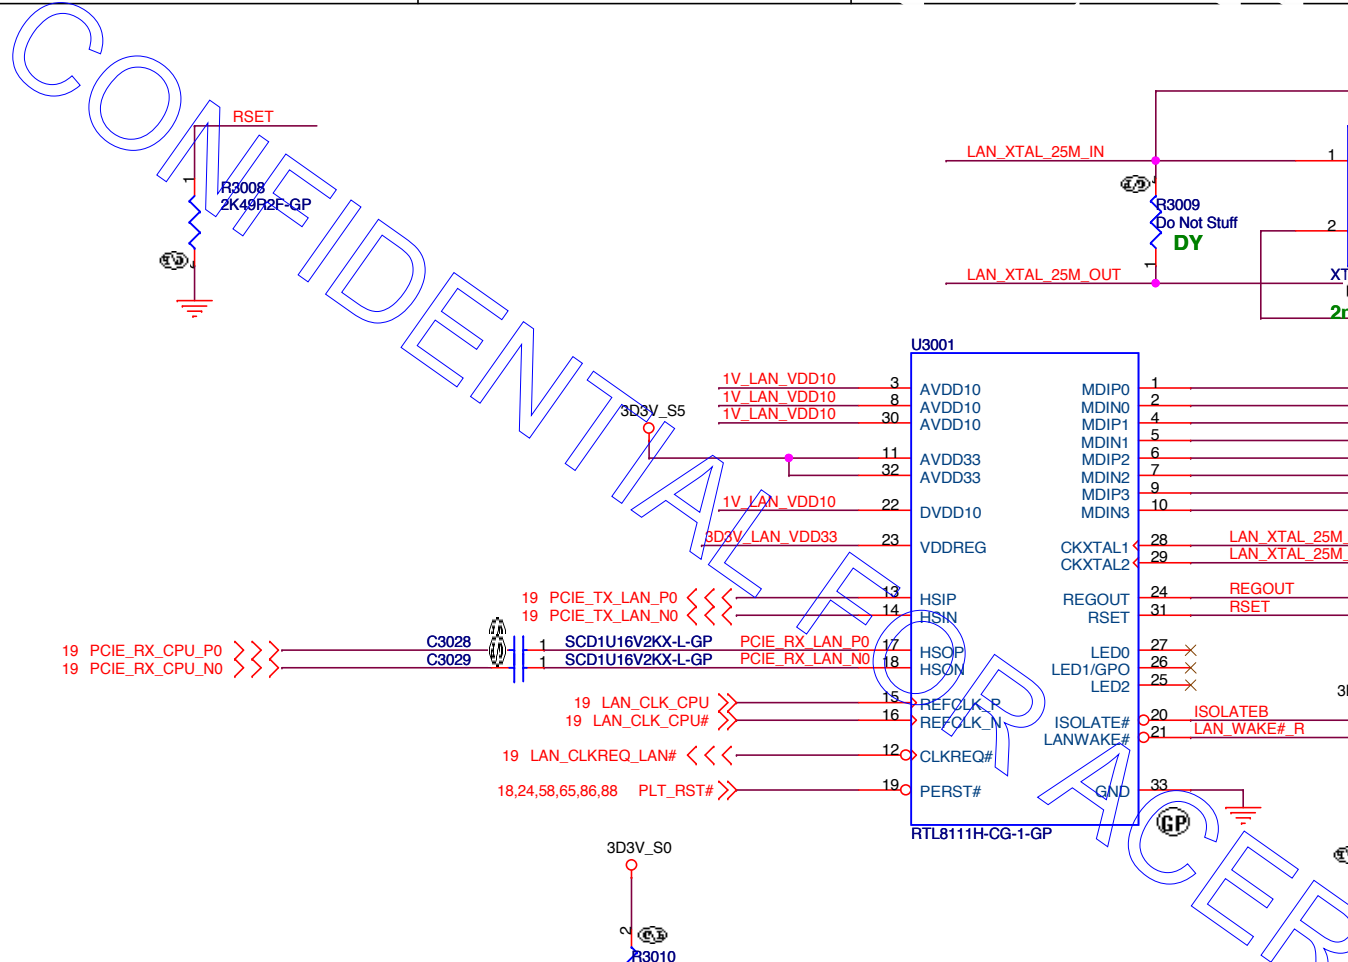 CONFIDENTIAL FOR ACER
RSET
1
R3008
2K49R2F-GP
LAN_XTAL_25M_IN
1
R3009
Do Not Stuff
DY
1
2
LAN_XTAL_25M_OUT
U3001
1V_LAN_VDD10 3 AVDD10 MDIP0 1
1V_LAN_VDD10 8 AVDD10 MDIN0 2
1V_LAN_VDD10 30 AVDD10 MDIP1 4
3D3V_S5
MDIN1 5
11 AVDD33 MDIP2 6
32 AVDD33 MDIN2 7
MDIP3 9
1V_LAN_VDD10 22 DVDD10 MDIN3 10
3D3V_LAN_VDD33 23 VDDREG CKXTAL1 28 LAN_XTAL_25M_
CKXTAL2 29 LAN_XTAL_25M_
19 PCIE_TX_LAN_P0 13 HSIP REGOUT 24 REGOUT
19 PCIE_TX_LAN_N0 14 HSIN RSET 31 RSET
19 PCIE_RX_CPU_P0 C3028 1 SCD1U16V2KX-L-GP PCIE_RX_LAN_P0 17 HSOP LED0 27
19 PCIE_RX_CPU_N0 C3029 1 SCD1U16V2KX-L-GP PCIE_RX_LAN_N0 18 HSON LED1/GPO 26
LED2 25
19 LAN_CLK_CPU 15 REFCLK_P
19 LAN_CLK_CPU# 16 REFCLK_N ISOLATE# 20 ISOLATEB
LANWAKE# 21 LAN_WAKE#_R
19 LAN_CLKREQ_LAN# 12 CLKREQ#
18,24,58,65,86,88 PLT_RST# 19 PERST# GND 33
GP
RTL8111H-CG-1-GP
3D3V_S0
2
R3010